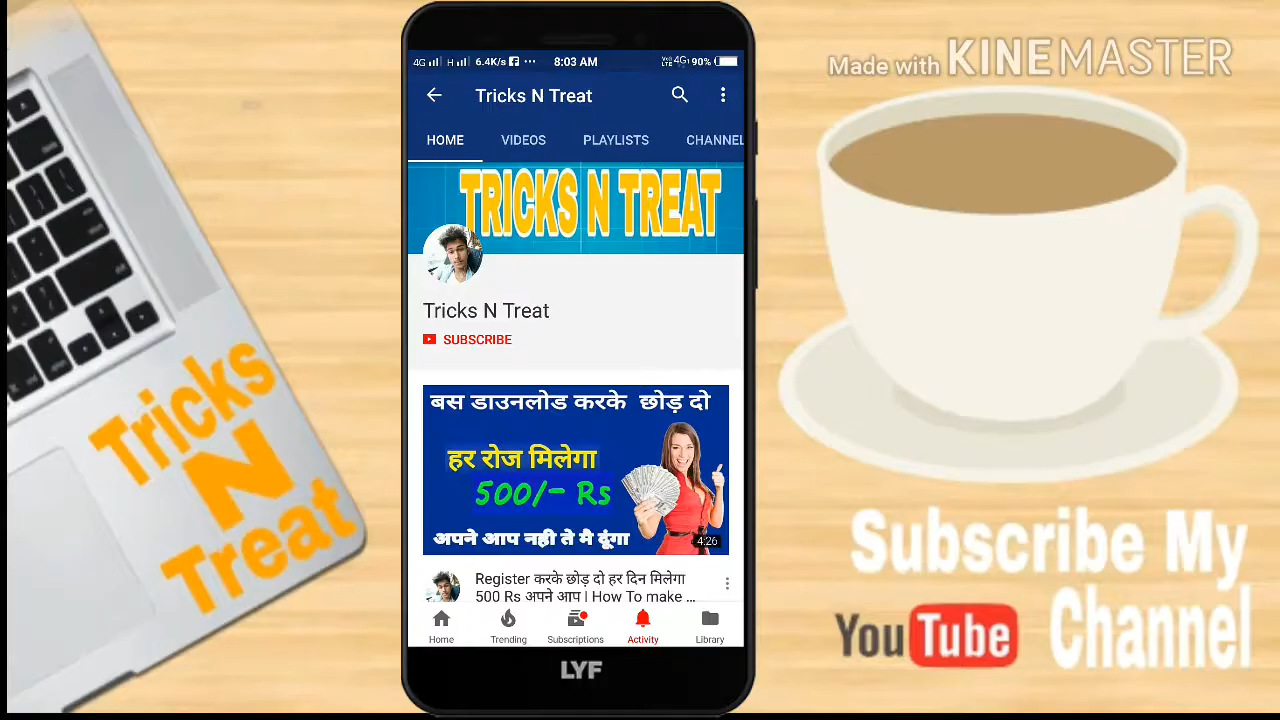 Made with KINEMASTER
4G H 6.4K/s 8:03 AM VoLTE 4G 90%
Tricks N Treat
HOME VIDEOS PLAYLISTS CHANNEL
TRICKS N TREAT
Tricks N Treat
SUBSCRIBE
बस डाउनलोड करके छोड़ दो
हर रोज मिलेगा
500/- Rs
अपने आप नही ते मै दूंगा
4:26
Register करके छोड़ दो हर दिन मिलेगा
500 Rs अपने आप | How To make ...
Home Trending Subscriptions Activity Library
LYF
Tricks
N
Treat
Subscribe My
YouTube Channel